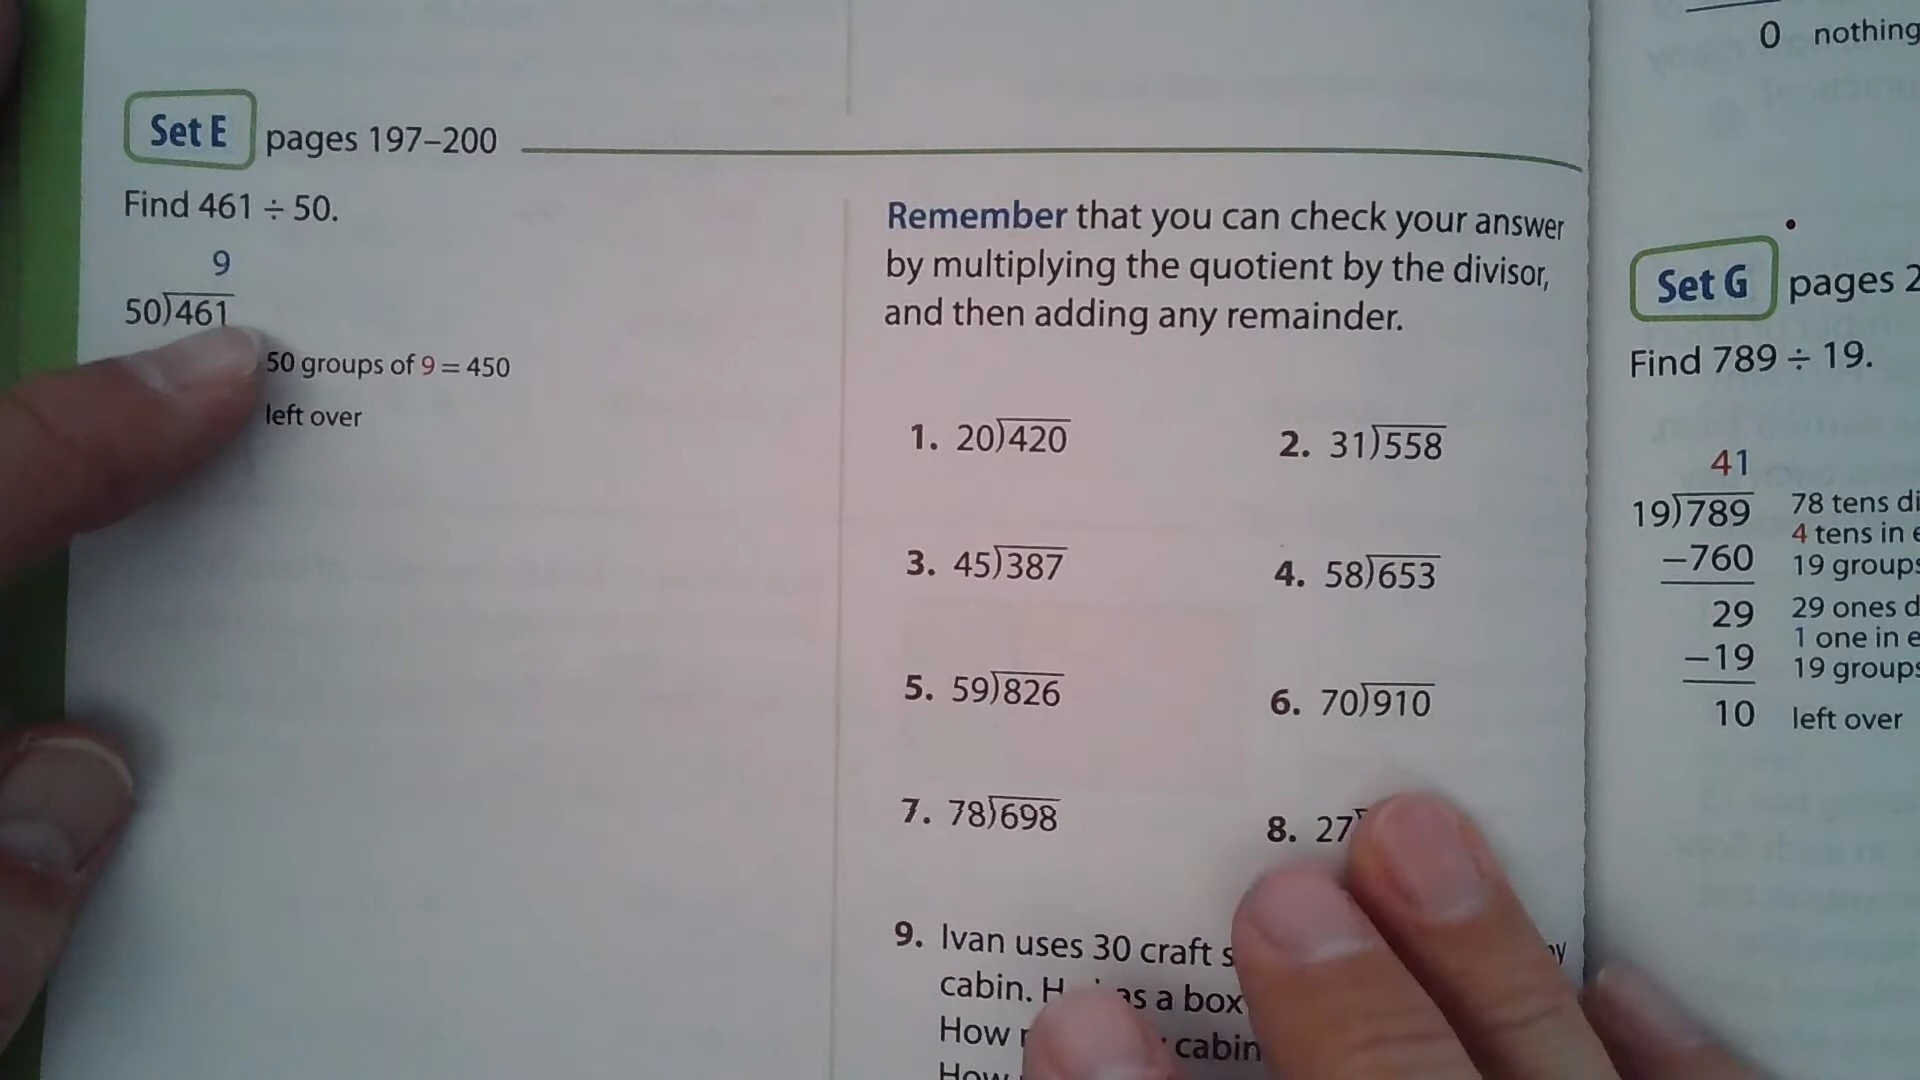 Set E pages 197–200
Find 461 ÷ 50.
9
50)461
50 groups of 9 = 450
left over
Remember that you can check your answer
by multiplying the quotient by the divisor,
and then adding any remainder.
1. 20)420
2. 31)558
3. 45)387
4. 58)653
5. 59)826
6. 70)910
7. 78)698
8. 27
9. Ivan uses 30 craft
cabin. as a box
How cabin
How
0 nothing
Set G pages
Find 789 ÷ 19.
41
19)789 78 tens
4 tens in
−760 19 groups
29 29 ones
1 one in
−19 19 groups
10 left over